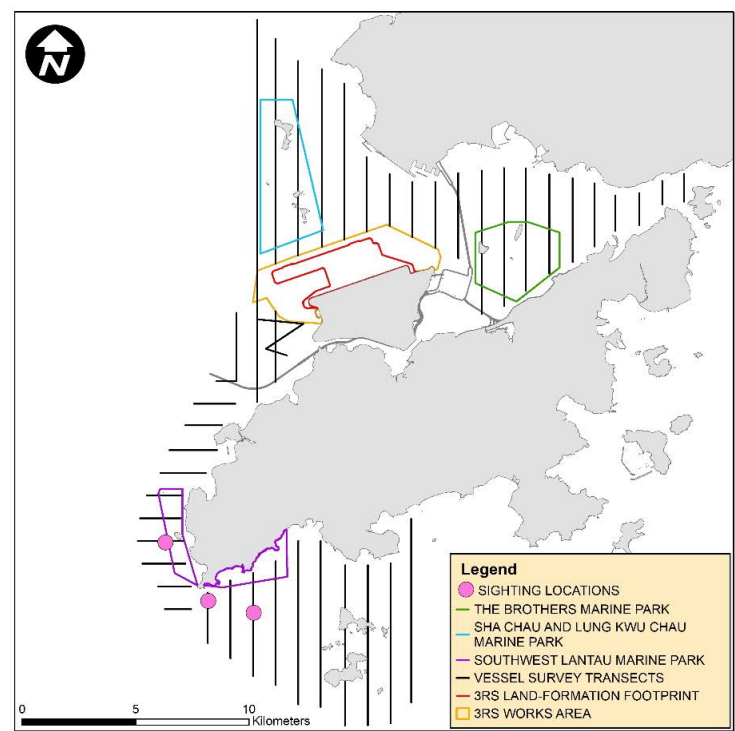 N
Legend
SIGHTING LOCATIONS
THE BROTHERS MARINE PARK
SHA CHAU AND LUNG KWU CHAU
MARINE PARK
SOUTHWEST LANTAU MARINE PARK
VESSEL SURVEY TRANSECTS
3RS LAND-FORMATION FOOTPRINT
3RS WORKS AREA
0 5 10
Kilometers